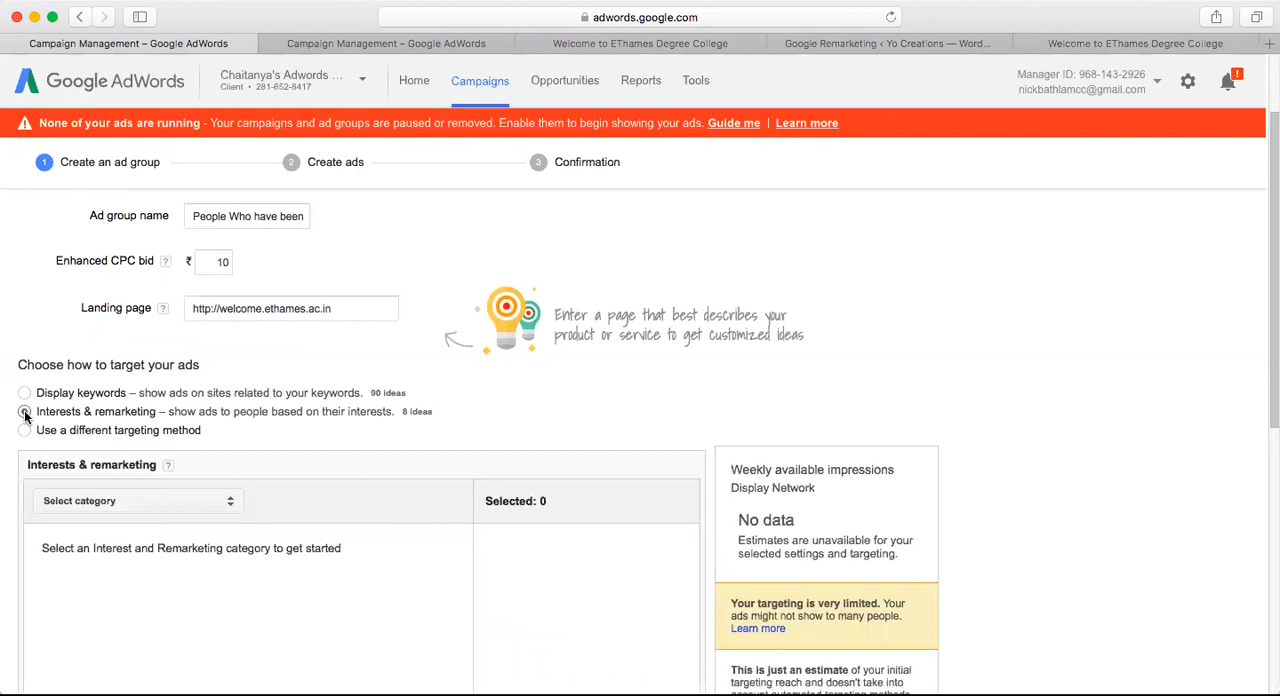 adwords.google.com
Campaign Management – Google AdWords
Campaign Management – Google AdWords
Welcome to EThames Degree College
Google Remarketing ‹ Yo Creations — Word...
Welcome to EThames Degree College
Google AdWords
Chaitanya's Adwords ...
Client • 281-652-8417
Home
Campaigns
Opportunities
Reports
Tools
Manager ID: 968-143-2926
nickbathlamcc@gmail.com
!
None of your ads are running - Your campaigns and ad groups are paused or removed. Enable them to begin showing your ads. Guide me | Learn more
1 Create an ad group
2 Create ads
3 Confirmation
Ad group name
People Who have been
Enhanced CPC bid ?
₹ 10
Landing page ?
http://welcome.ethames.ac.in
Enter a page that best describes your
product or service to get customized ideas
Choose how to target your ads
Display keywords – show ads on sites related to your keywords. 90 ideas
Interests & remarketing – show ads to people based on their interests. 8 ideas
Use a different targeting method
Interests & remarketing ?
Select category
Selected: 0
Select an Interest and Remarketing category to get started
Weekly available impressions
Display Network
No data
Estimates are unavailable for your
selected settings and targeting.
Your targeting is very limited. Your
ads might not show to many people.
Learn more
This is just an estimate of your initial
targeting reach and doesn't take into